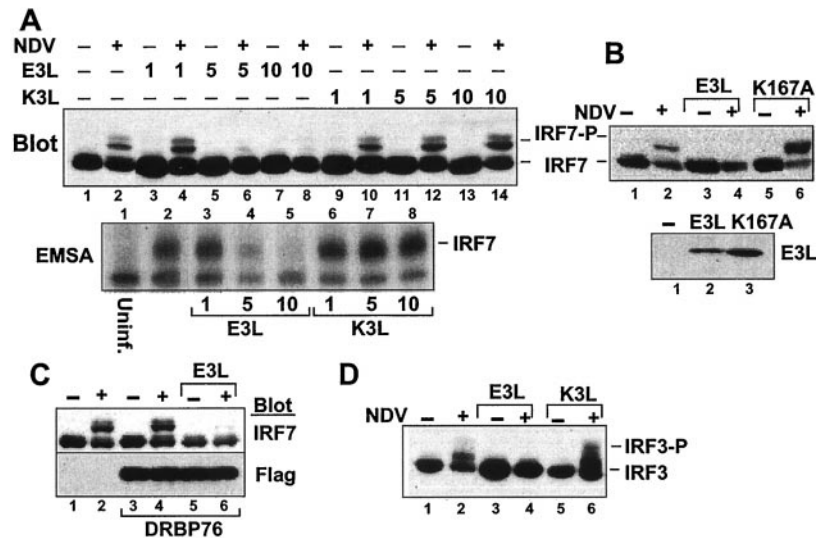 A
NDV – + – + – + – + – + – + – +
E3L – – 1 1 5 5 10 10 – – – – – –
K3L – – – – – – – – 1 1 5 5 10 10
Blot
IRF7-P
IRF7
1 2 3 4 5 6 7 8 9 10 11 12 13 14
1 2 3 4 5 6 7 8
EMSA
IRF7
Uninf.
1 5 10 1 5 10
E3L K3L
B
E3L K167A
NDV – + – + – +
1 2 3 4 5 6
– E3L K167A
E3L
1 2 3
C
E3L
– + – + – +
Blot
IRF7
Flag
1 2 3 4 5 6
DRBP76
D
E3L K3L
NDV – + – + – +
IRF3-P
IRF3
1 2 3 4 5 6